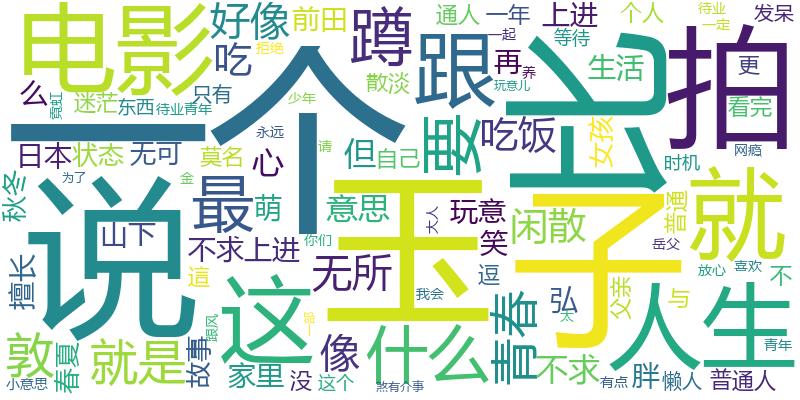 电影
好像
前田
通人
一年
上进
个人
待业
一定
发呆
吃
拒绝
蹲
跟
一起
等待
化
拍
更
一个
散淡
再
养
玩意儿
生活
看完
么
迷茫
东西
待业青年
只有
霓虹
少年
要
吃饭
女孩
网瘾
日本
状态
无可
莫名
永远
请
心
但
自己
时机
秋冬
为了
金
说
最
萌
意思
玉
玩意
闲散
子
普通
就
山下
你们
大人
笑
岳父
不求上进
放心
喜欢
擅长
這
无所
逗
弘
父亲
与
不
我会
太
人生
跟风
这
像
什么
青春
敦
春夏
就是
故事
青年
家里
没
这个
不求
胖
懒人
普通人
小意思
煞有介事
有点